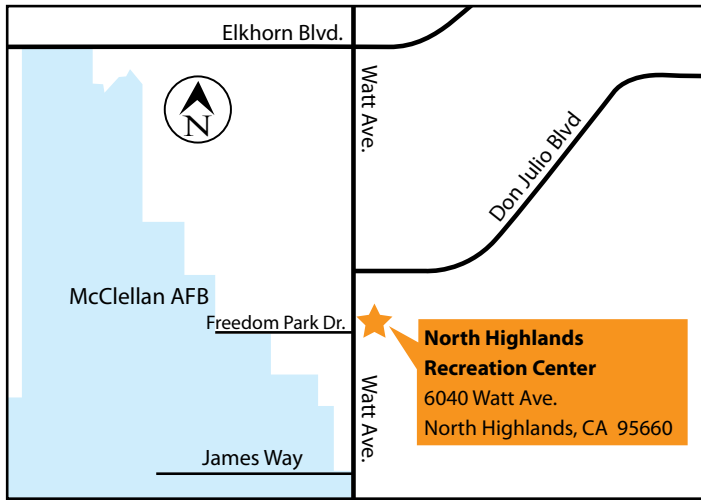 Elkhorn Blvd.
Watt Ave.
N
Don Julio Blvd
McClellan AFB
Freedom Park Dr.
North Highlands
Recreation Center
6040 Watt Ave.
North Highlands, CA 95660
Watt Ave.
James Way